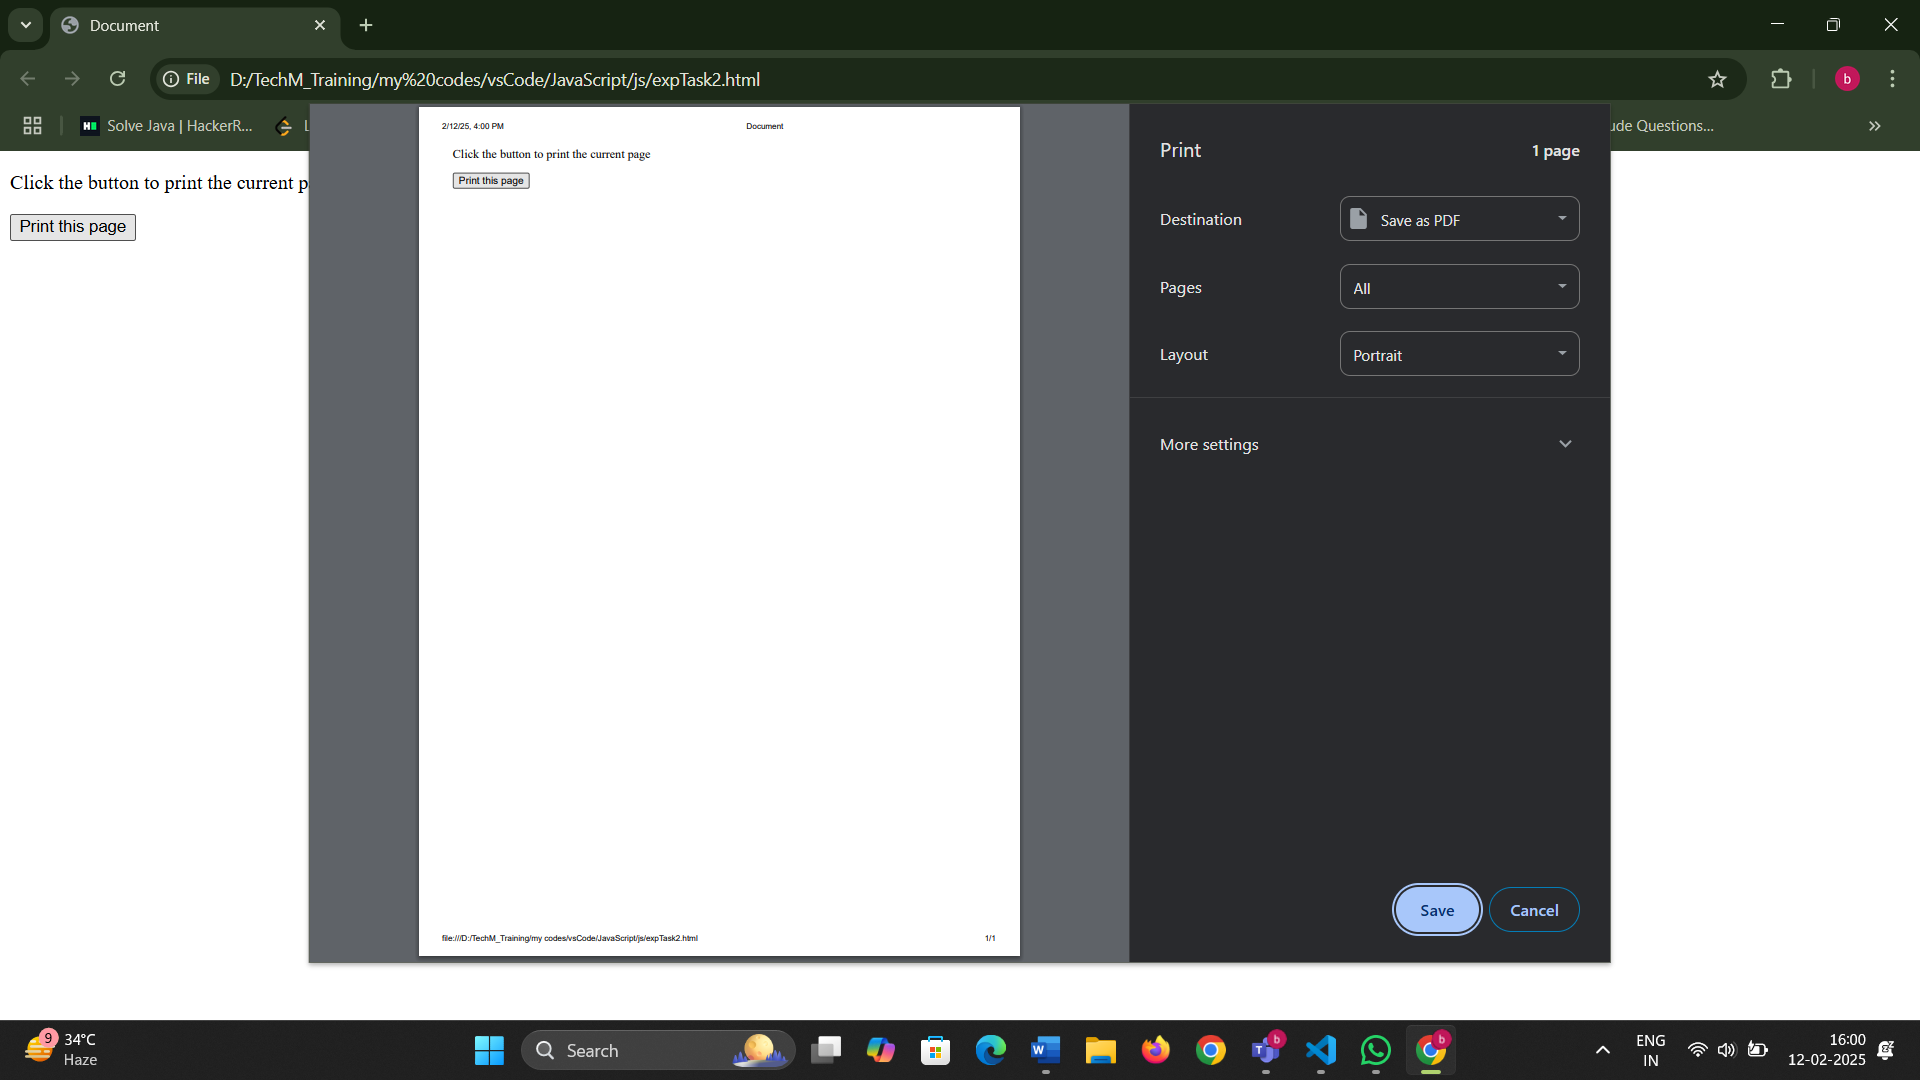 Document
File
D:/TechM_Training/my%20codes/vsCode/JavaScript/js/expTask2.html
b
Solve Java | HackerR...
L
ude Questions...
Click the button to print the current p
Print this page
2/12/25, 4:00 PM
Document
Click the button to print the current page
Print this page
file:///D:/TechM_Training/my codes/vsCode/JavaScript/js/expTask2.html
1/1
Print
1 page
Destination
Save as PDF
Pages
All
Layout
Portrait
More settings
Save
Cancel
9
34°C
Haze
Search
b
b
ENG
IN
16:00
12-02-2025